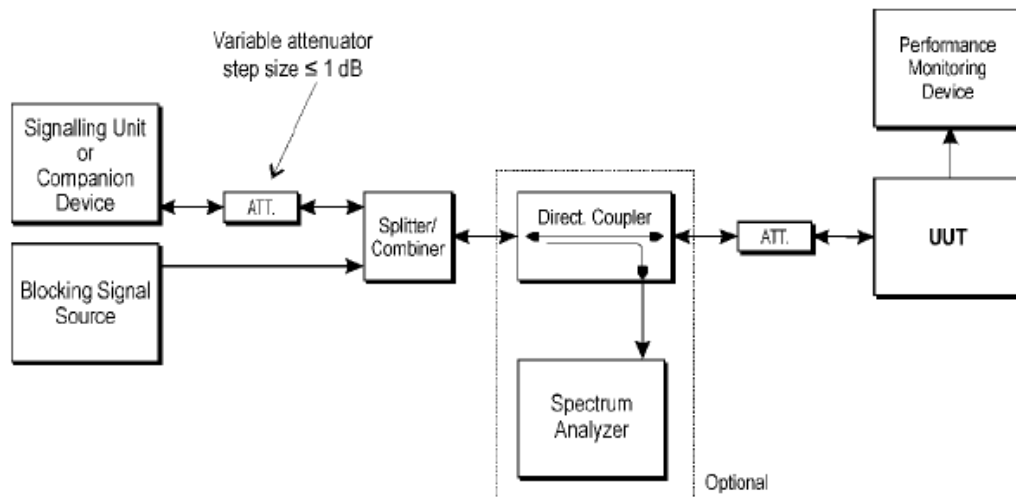 Variable attenuator
step size ≤ 1 dB
Performance
Monitoring
Device
Signalling Unit
or
Companion
Device
ATT.
Splitter/
Combiner
Direct. Coupler
ATT.
UUT
Blocking Signal
Source
Spectrum
Analyzer
Optional